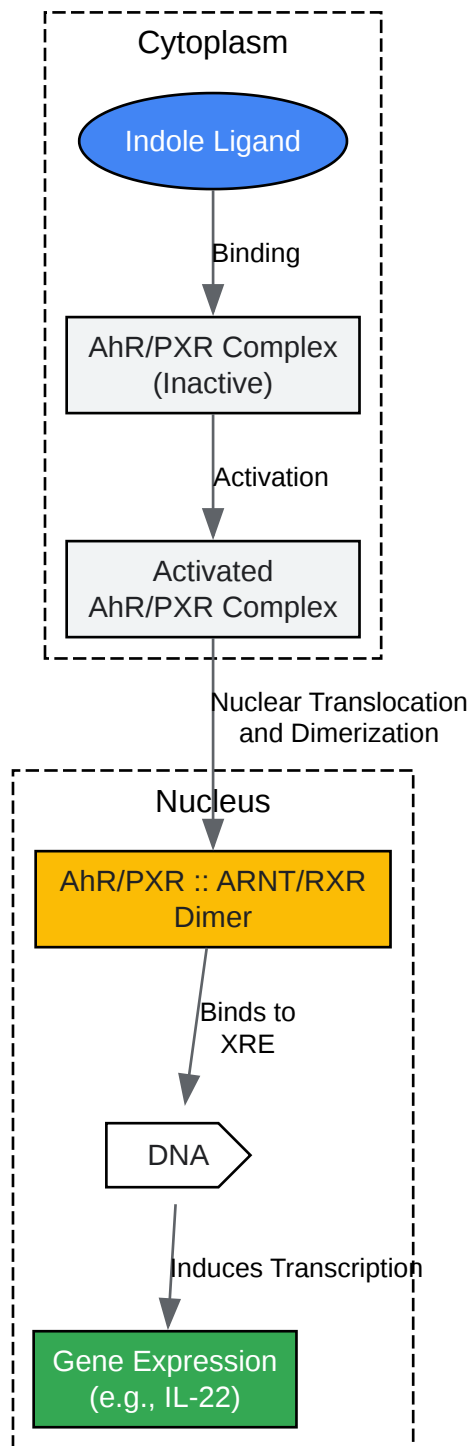 Cytoplasm
Indole Ligand
Binding
AhR/PXR Complex
(Inactive)
Activation
Activated
AhR/PXR Complex
Nuclear Translocation
and Dimerization
Nucleus
AhR/PXR :: ARNT/RXR
Dimer
Binds to
XRE
DNA
Induces Transcription
Gene Expression
(e.g., IL-22)